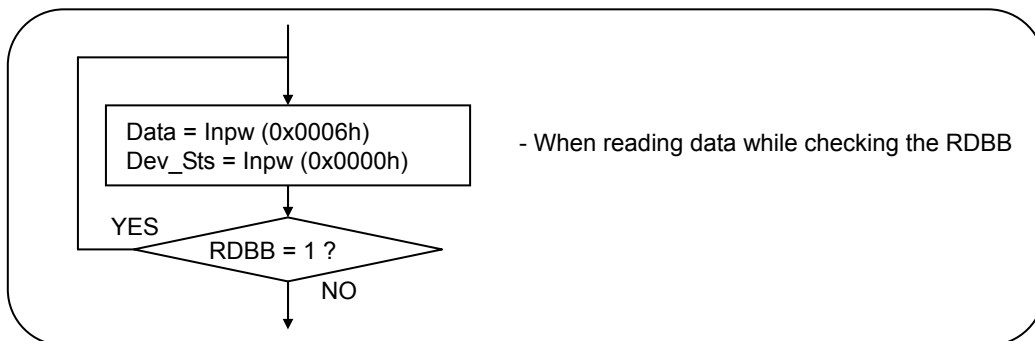 Data = Inpw (0x0006h)
Dev_Sts = Inpw (0x0000h)
- When reading data while checking the RDBB
YES
RDBB = 1 ?
NO